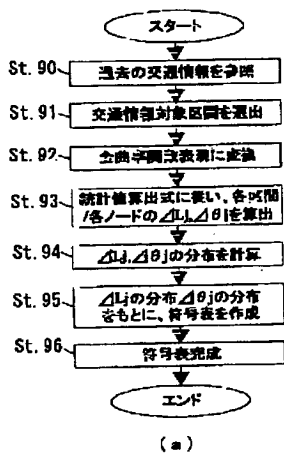 スタート
St.90
過去の交通情報を参照
St.91
交通情報対象区間を選出
St.92
全曲率関数表現に変換
St.93
統計値算出式に従い、各区間
/各ノードのΔLj,Δθjを算出
St.94
ΔLj,Δθjの分布を計算
St.95
ΔLjの分布Δθjの分布
をもとに、符号表を作成
St.96
符号表完成
エンド
(a)